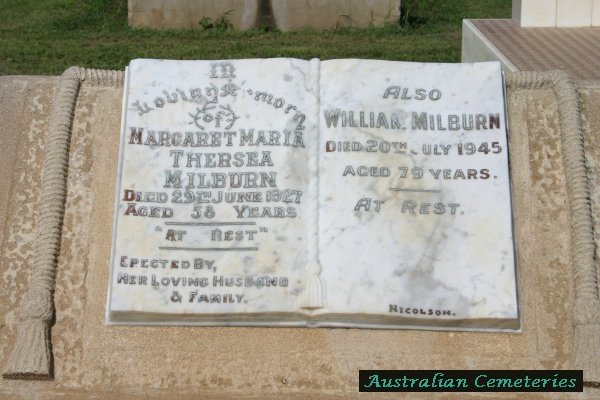 In
Loving Memory
of
Margaret Maria
Thersea
Milburn
Died 29th June 1927
Aged 58 Years
"At Rest"
Erected By,
Her Loving Husband
& Family.
Also
William Milburn
Died 20th July 1945
Aged 79 Years.
At Rest.
Nicolson.
Australian Cemeteries